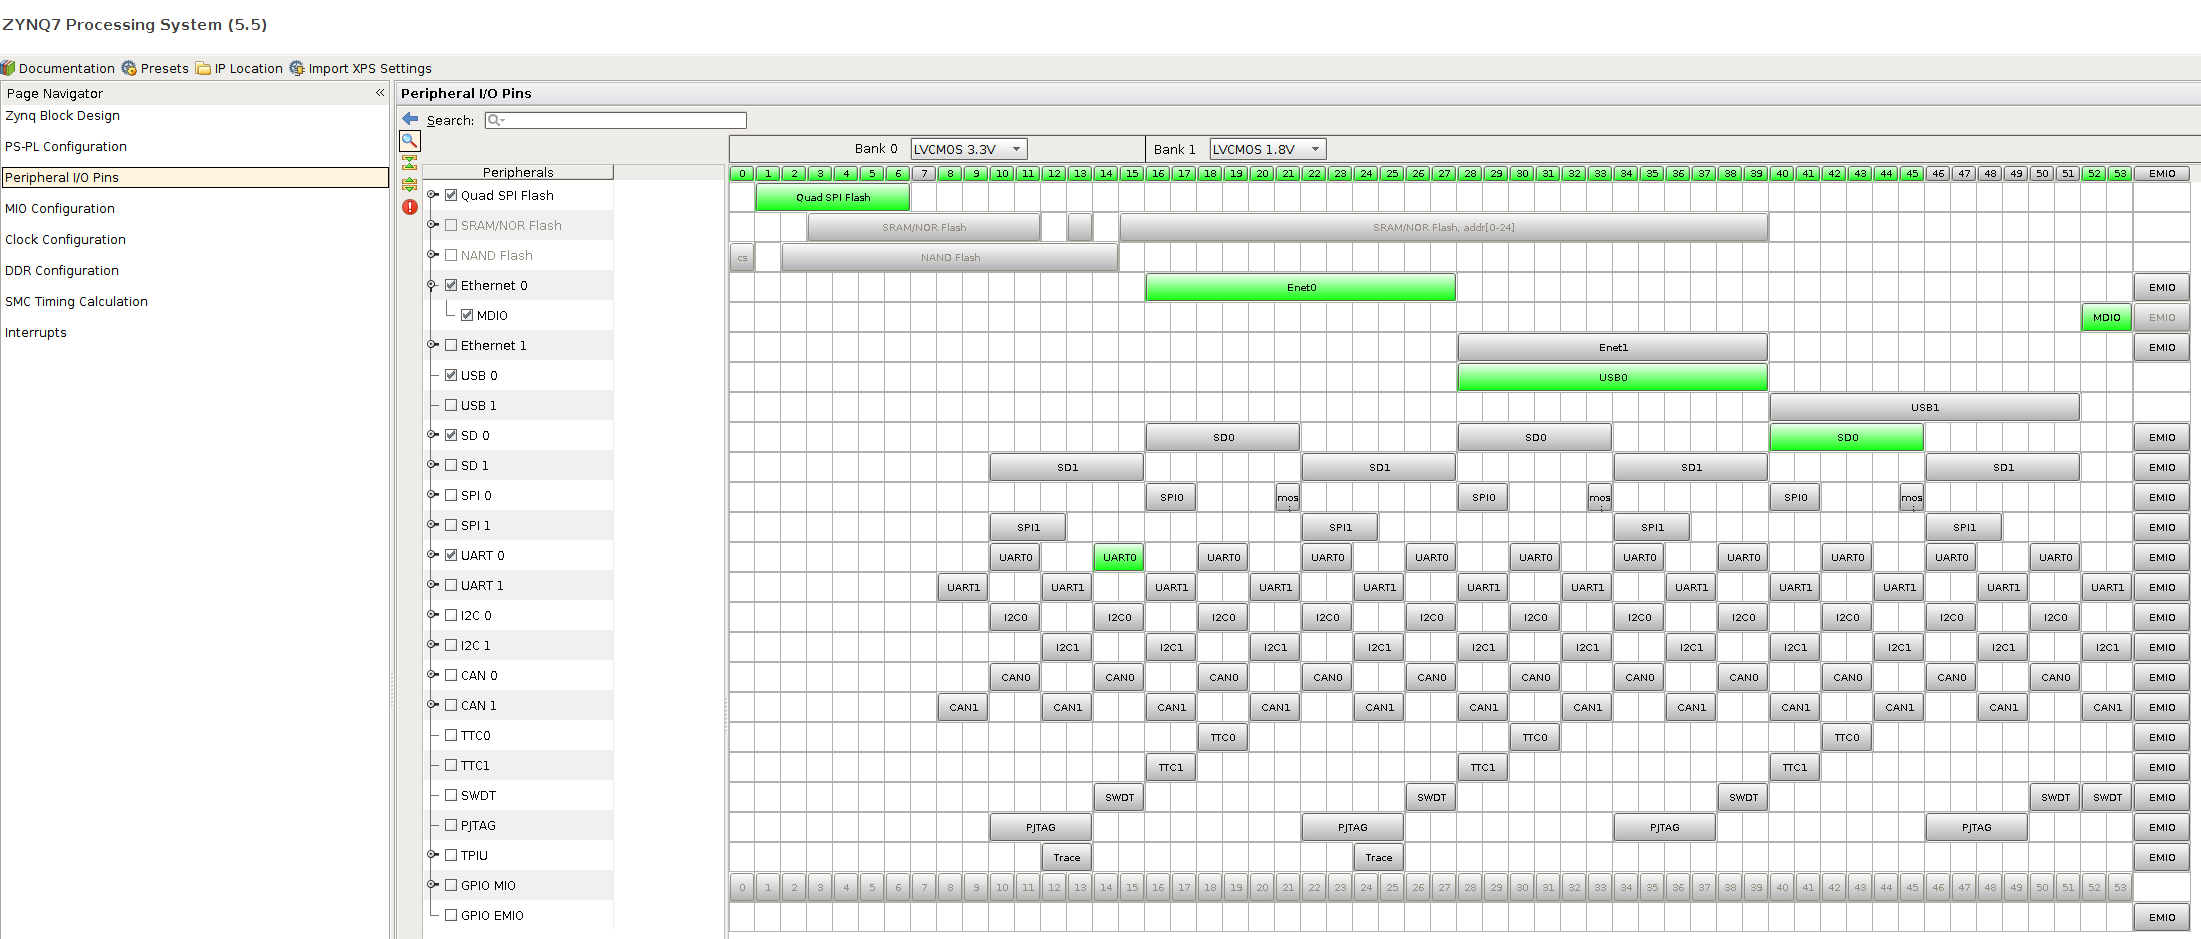 ZYNQ7 Processing System (5.5)
Documentation Presets IP Location Import XPS Settings
Page Navigator «
Zynq Block Design
PS-PL Configuration
Peripheral I/O Pins
MIO Configuration
Clock Configuration
DDR Configuration
SMC Timing Calculation
Interrupts
Peripheral I/O Pins
Search:
Bank 0 LVCMOS 3.3V Bank 1 LVCMOS 1.8V
Peripherals 0 1 2 3 4 5 6 7 8 9 10 11 12 13 14 15 16 17 18 19 20 21 22 23 24 25 26 27 28 29 30 31 32 33 34 35 36 37 38 39 40 41 42 43 44 45 46 47 48 49 50 51 52 53 EMIO
Quad SPI Flash Quad SPI Flash
SRAM/NOR Flash SRAM/NOR Flash SRAM/NOR Flash, addr[0-24]
NAND Flash cs NAND Flash
Ethernet 0 Enet0 EMIO
MDIO MDIO EMIO
Ethernet 1 Enet1 EMIO
USB 0 USB0
USB 1 USB1
SD 0 SD0 SD0 SD0 EMIO
SD 1 SD1 SD1 SD1 SD1 EMIO
SPI 0 SPI0 mosi SPI0 mosi SPI0 mosi EMIO
SPI 1 SPI1 SPI1 SPI1 SPI1 EMIO
UART 0 UART0 UART0 UART0 UART0 UART0 UART0 UART0 UART0 UART0 UART0 UART0 EMIO
UART 1 UART1 UART1 UART1 UART1 UART1 UART1 UART1 UART1 UART1 UART1 UART1 UART1 EMIO
I2C 0 I2C0 I2C0 I2C0 I2C0 I2C0 I2C0 I2C0 I2C0 I2C0 I2C0 I2C0 EMIO
I2C 1 I2C1 I2C1 I2C1 I2C1 I2C1 I2C1 I2C1 I2C1 I2C1 I2C1 I2C1 EMIO
CAN 0 CAN0 CAN0 CAN0 CAN0 CAN0 CAN0 CAN0 CAN0 CAN0 CAN0 CAN0 EMIO
CAN 1 CAN1 CAN1 CAN1 CAN1 CAN1 CAN1 CAN1 CAN1 CAN1 CAN1 CAN1 CAN1 EMIO
TTC0 TTC0 TTC0 TTC0 EMIO
TTC1 TTC1 TTC1 TTC1 EMIO
SWDT SWDT SWDT SWDT SWDT SWDT EMIO
PJTAG PJTAG PJTAG PJTAG PJTAG EMIO
TPIU Trace Trace EMIO
GPIO MIO 0 1 2 3 4 5 6 7 8 9 10 11 12 13 14 15 16 17 18 19 20 21 22 23 24 25 26 27 28 29 30 31 32 33 34 35 36 37 38 39 40 41 42 43 44 45 46 47 48 49 50 51 52 53
GPIO EMIO EMIO